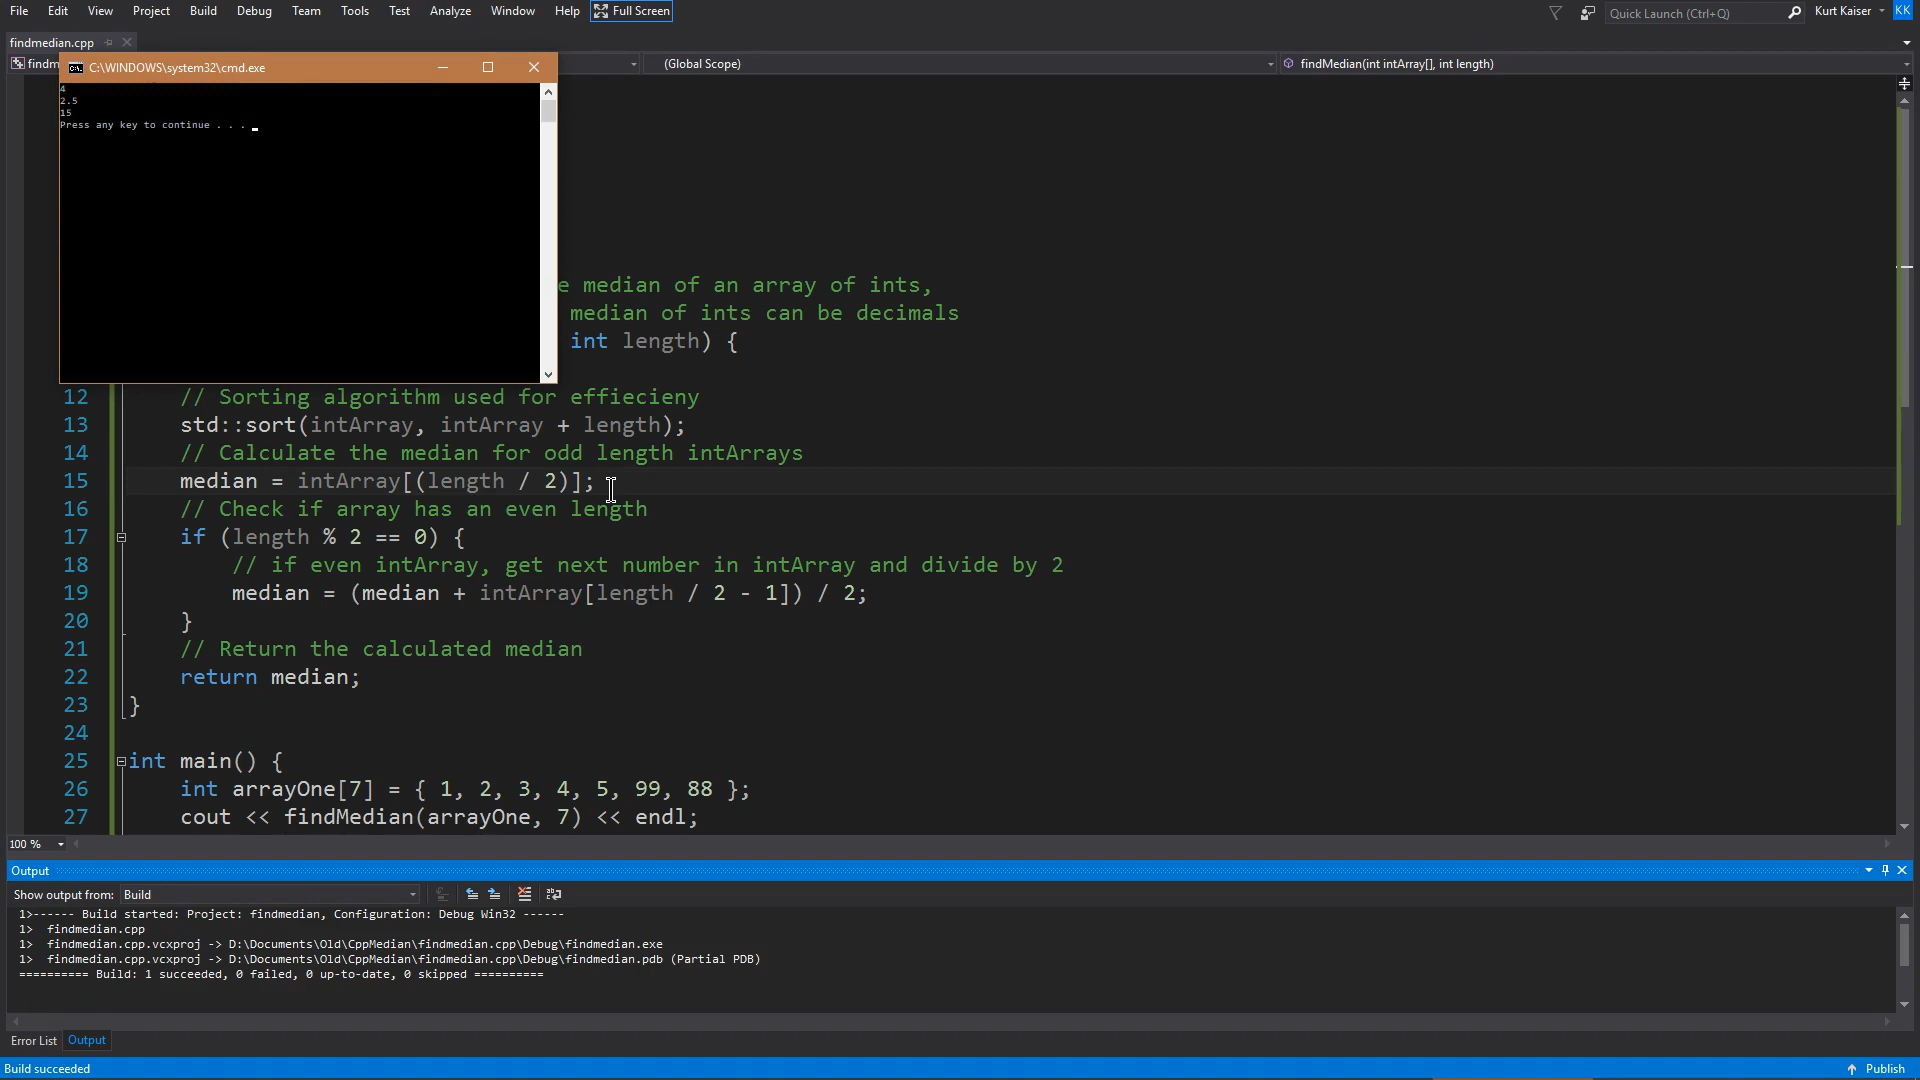 File Edit View Project Build Debug Team Tools Test Analyze Window Help Full Screen Quick Launch (Ctrl+Q) Kurt Kaiser KK
findmedian.cpp
findm (Global Scope) findMedian(int intArray[], int length)
C:\WINDOWS\system32\cmd.exe
4
2.5
15
Press any key to continue . . .
e median of an array of ints,
median of ints can be decimals
int length) {
12 // Sorting algorithm used for effiecieny
13 std::sort(intArray, intArray + length);
14 // Calculate the median for odd length intArrays
15 median = intArray[(length / 2)];
16 // Check if array has an even length
17 if (length % 2 == 0) {
18 // if even intArray, get next number in intArray and divide by 2
19 median = (median + intArray[length / 2 - 1]) / 2;
20 }
21 // Return the calculated median
22 return median;
23 }
24
25 int main() {
26 int arrayOne[7] = { 1, 2, 3, 4, 5, 99, 88 };
27 cout << findMedian(arrayOne, 7) << endl;
100 %
Output
Show output from: Build
1>------ Build started: Project: findmedian, Configuration: Debug Win32 ------
1> findmedian.cpp
1> findmedian.cpp.vcxproj -> D:\Documents\Old\CppMedian\findmedian.cpp\Debug\findmedian.exe
1> findmedian.cpp.vcxproj -> D:\Documents\Old\CppMedian\findmedian.cpp\Debug\findmedian.pdb (Partial PDB)
========== Build: 1 succeeded, 0 failed, 0 up-to-date, 0 skipped ==========
Error List Output
Build succeeded Publish